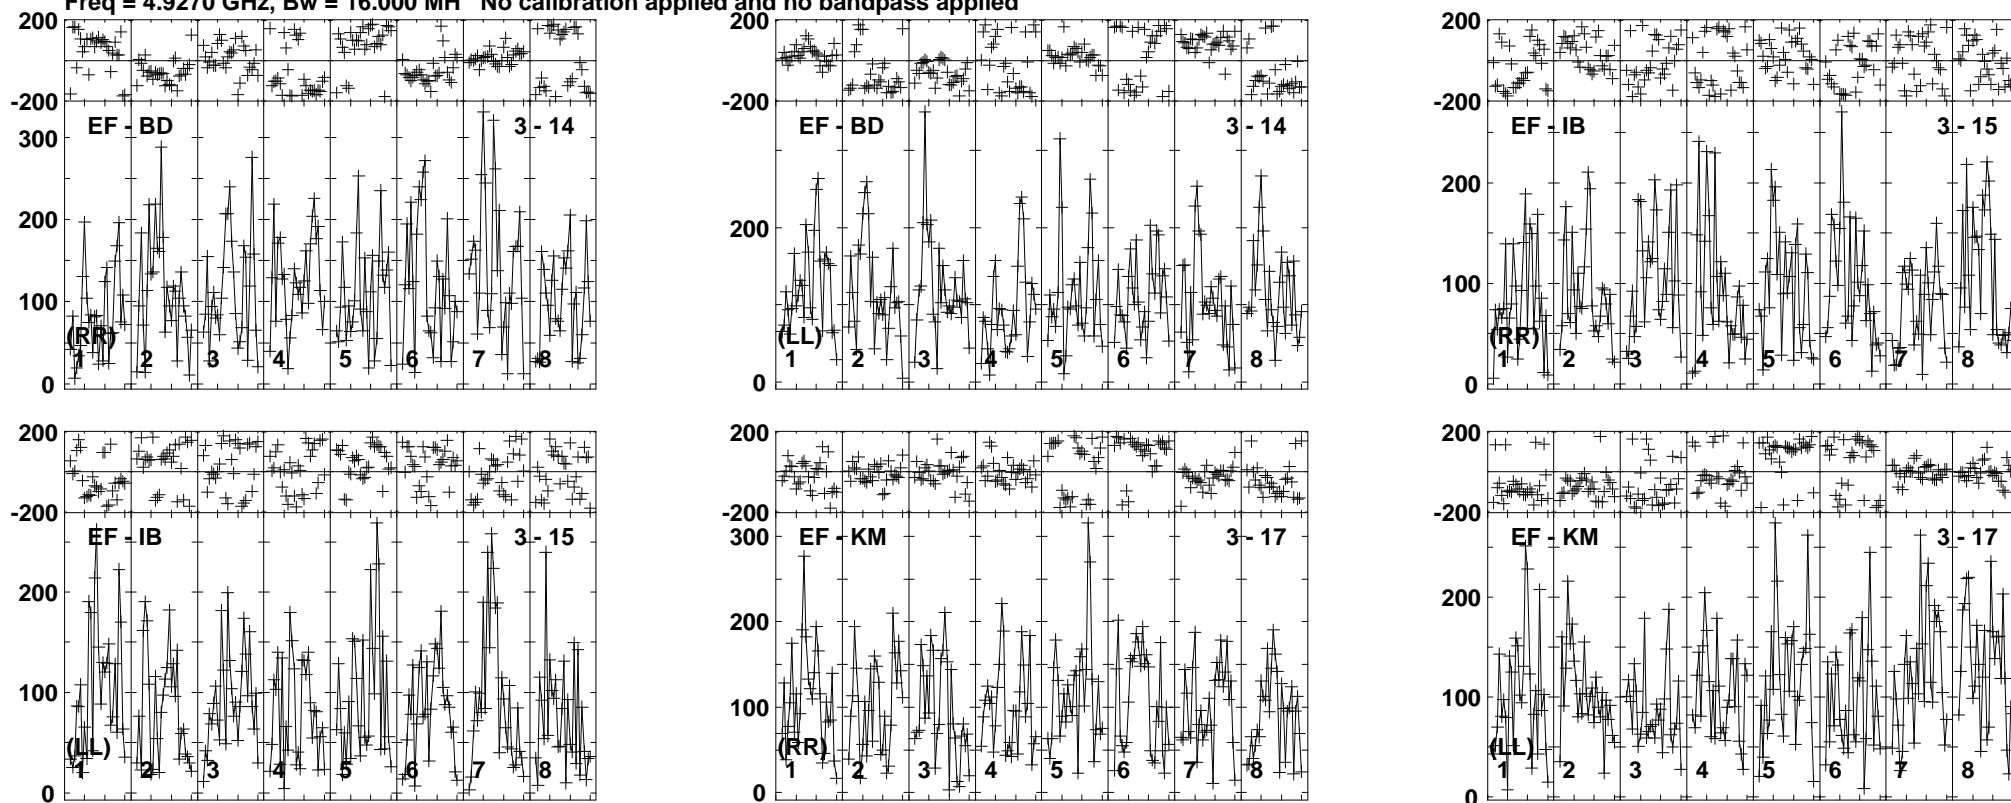 Freq = 4.9270 GHz, Bw = 16.000 MH No calibration applied and no bandpass applied
200
-200
EF - BD 3 - 14
300
200
100
0
(RR)
1 2 3 4 5 6 7 8
200
-200
EF - BD 3 - 14
200
0
(LL)
1 2 3 4 5 6 7 8
200
-200
EF - IB 3 - 15
200
100
0
(RR)
1 2 3 4 5 6 7 8
200
-200
EF - IB 3 - 15
200
100
0
(LL)
1 2 3 4 5 6 7 8
200
-200
EF - KM 3 - 17
300
200
100
0
(RR)
1 2 3 4 5 6 7 8
200
-200
EF - KM 3 - 17
200
100
0
(LL)
1 2 3 4 5 6 7 8